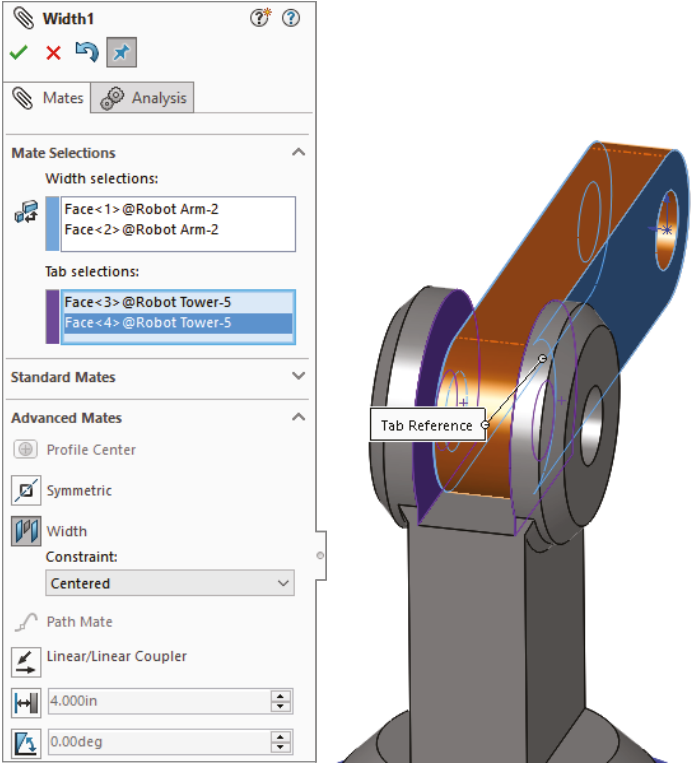 Width1
Mates
Analysis
Mate Selections
Width selections:
Face<1>@Robot Arm-2
Face<2>@Robot Arm-2
Tab selections:
Face<3>@Robot Tower-5
Face<4>@Robot Tower-5
Standard Mates
Advanced Mates
Profile Center
Symmetric
Width
Constraint:
Centered
Path Mate
Linear/Linear Coupler
4.000in
0.00deg
Tab Reference